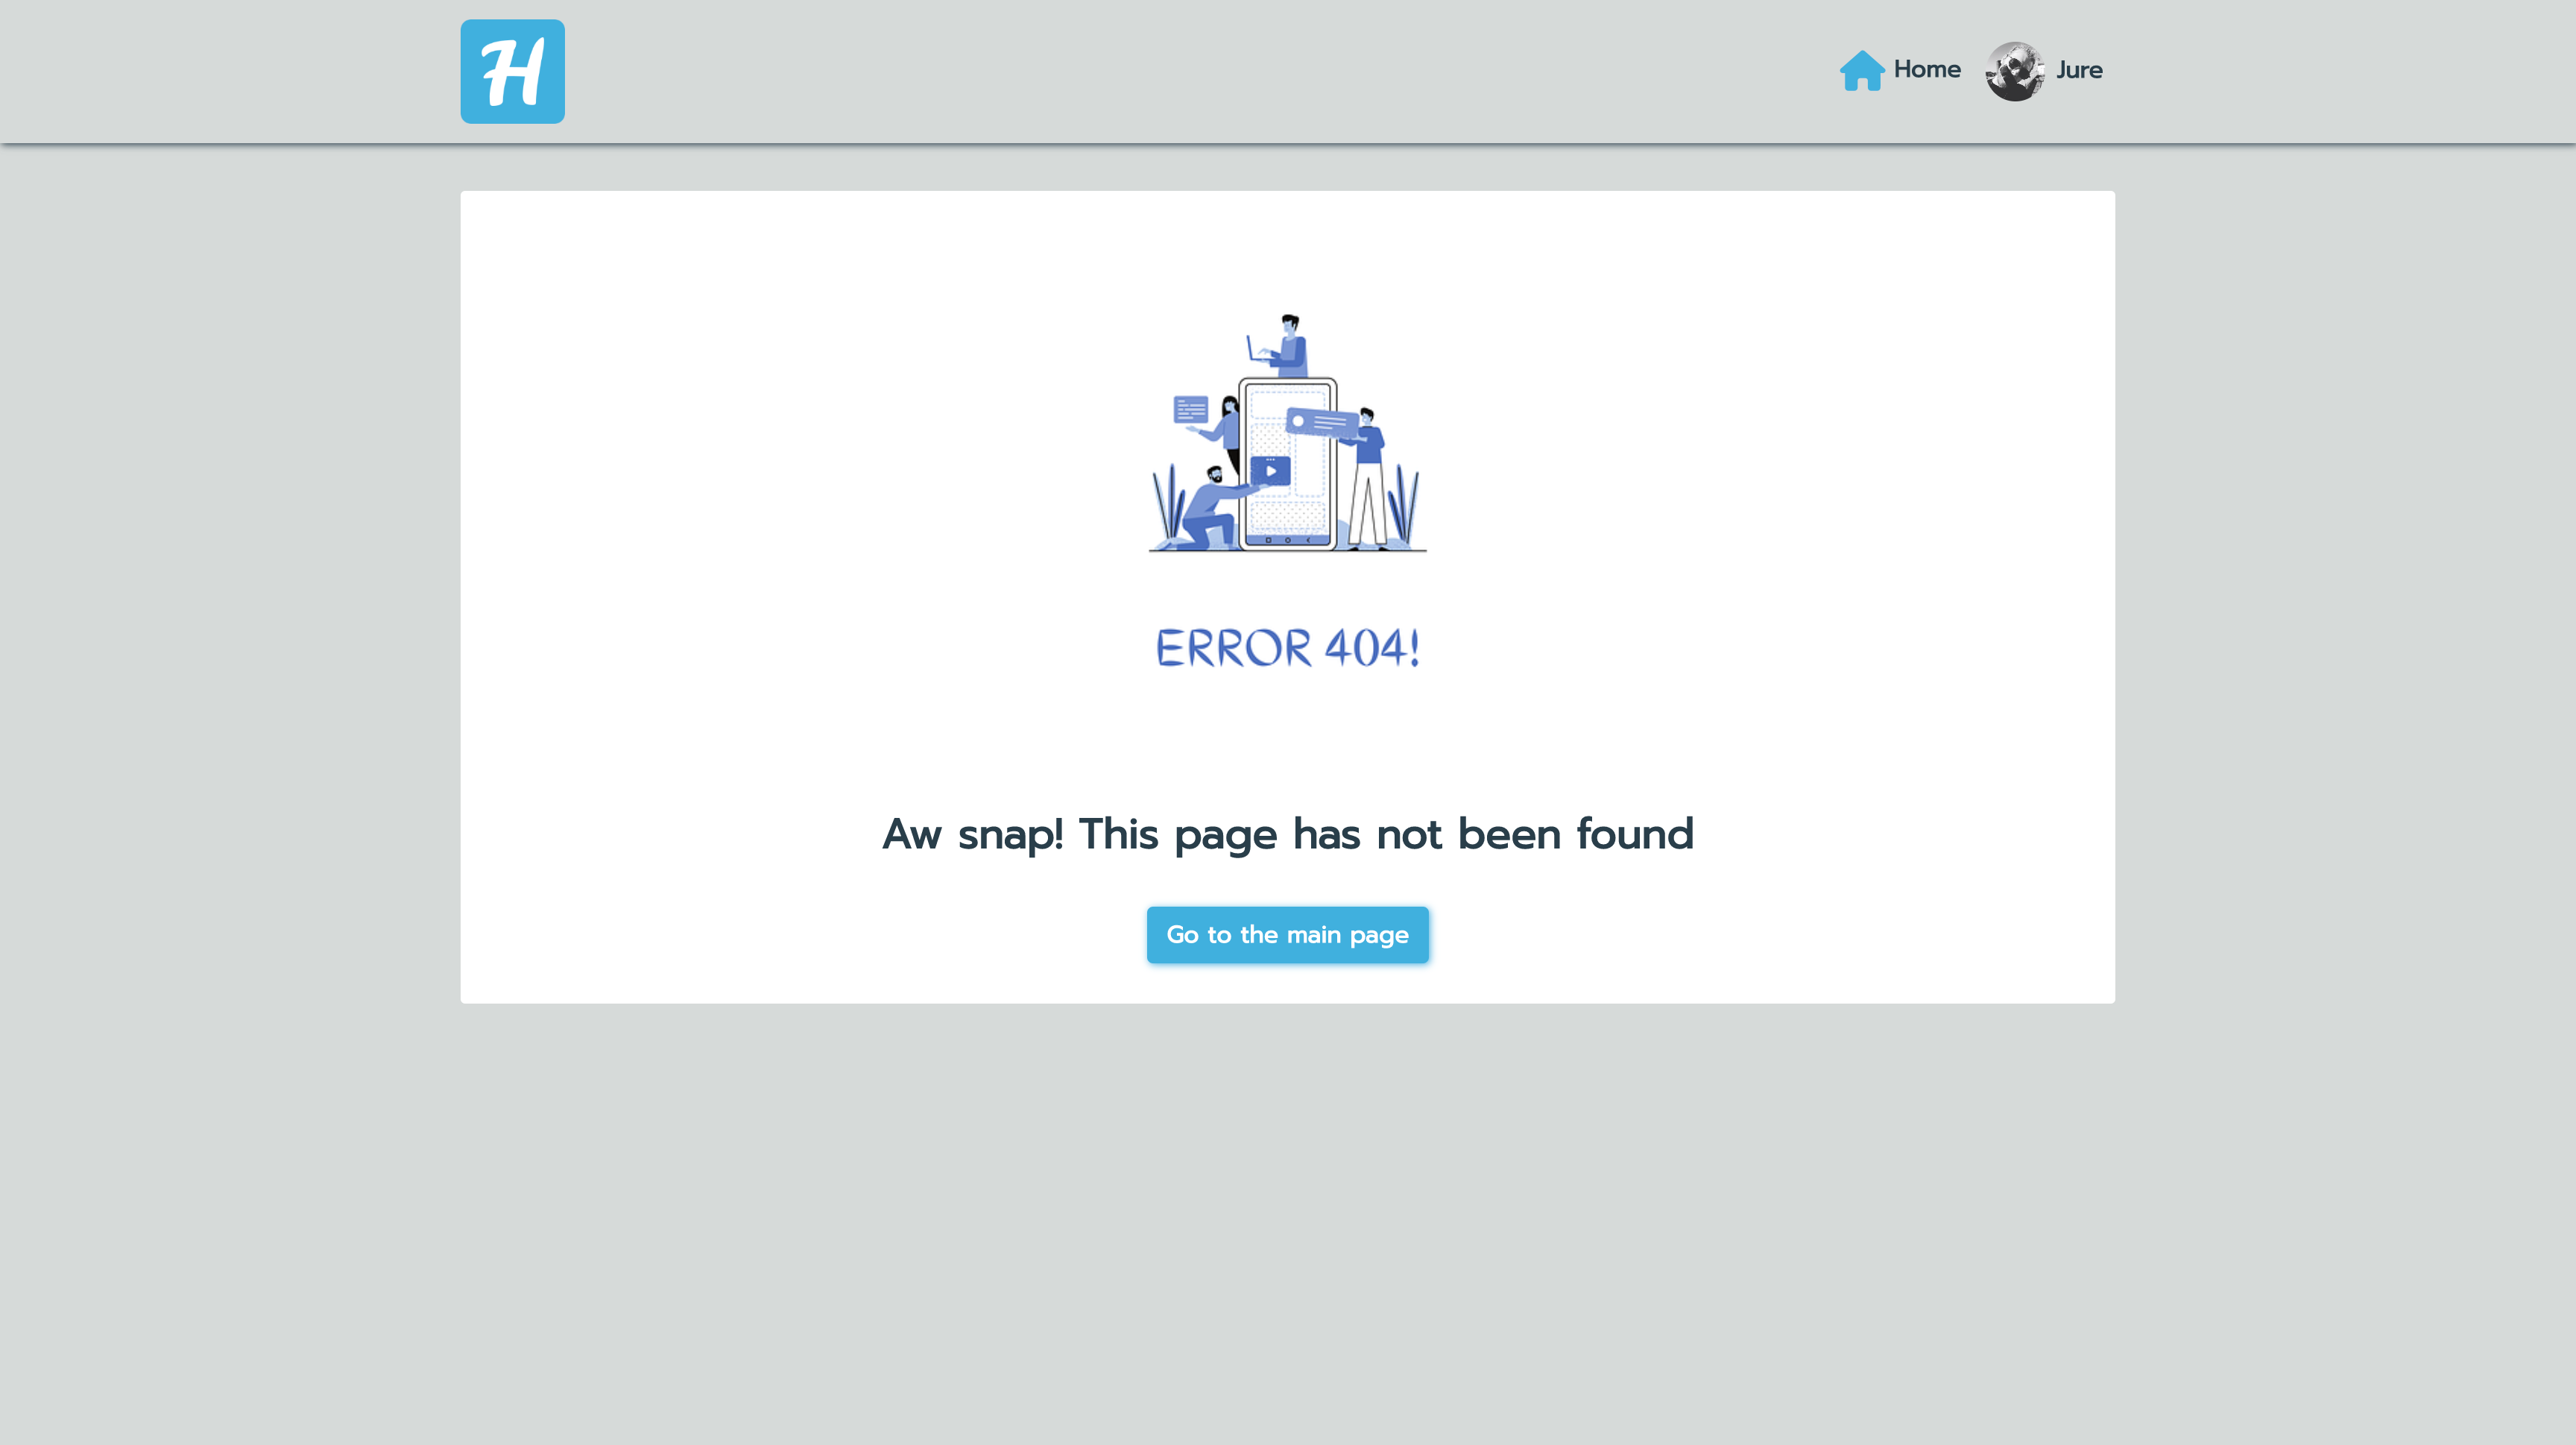 H
Home
Jure
ERROR 404!
Aw snap! This page has not been found
Go to the main page